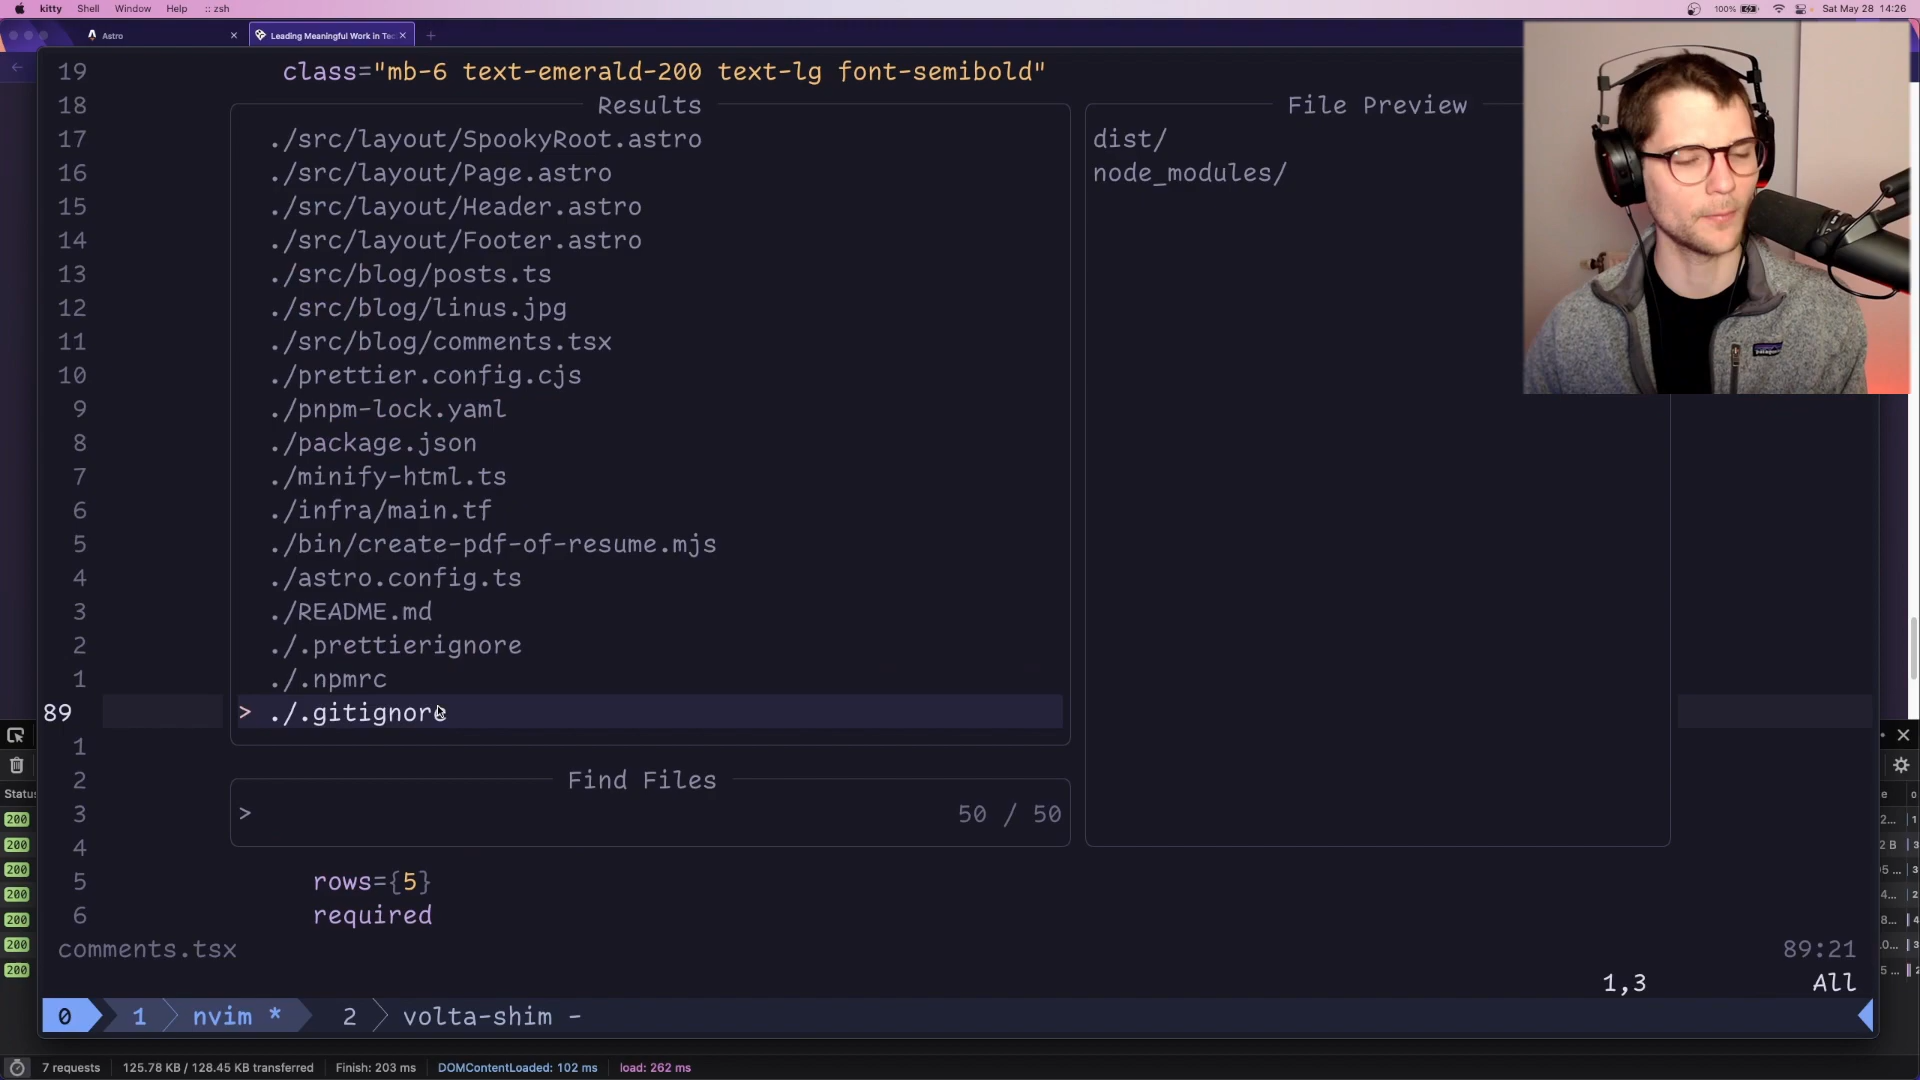 kitty Shell Window Help :: zsh 100% Sat May 28 14:26
Astro Leading Meaningful Work in Tec
19 class="mb-6 text-emerald-200 text-lg font-semibold"
18 Results File Preview
17 ./src/layout/SpookyRoot.astro dist/
16 ./src/layout/Page.astro node_modules/
15 ./src/layout/Header.astro
14 ./src/layout/Footer.astro
13 ./src/blog/posts.ts
12 ./src/blog/linus.jpg
11 ./src/blog/comments.tsx
10 ./prettier.config.cjs
9 ./pnpm-lock.yaml
8 ./package.json
7 ./minify-html.ts
6 ./infra/main.tf
5 ./bin/create-pdf-of-resume.mjs
4 ./astro.config.ts
3 ./README.md
2 ./.prettierignore
1 ./.npmrc
89 > ./.gitignore
1
2 Find Files
3 > 50 / 50
4
5 rows={5}
6 required
comments.tsx 89:21
1,3 All
0 1 nvim * 2 volta-shim -
Status
200
200
200
200
200
200
200
patagonia
7 requests 125.78 KB / 128.45 KB transferred Finish: 203 ms DOMContentLoaded: 102 ms load: 262 ms